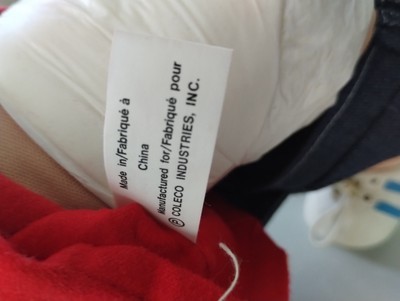 Made in/Fabriqué à
China
Manufactured for/Fabriqué pour
© COLECO INDUSTRIES, INC.